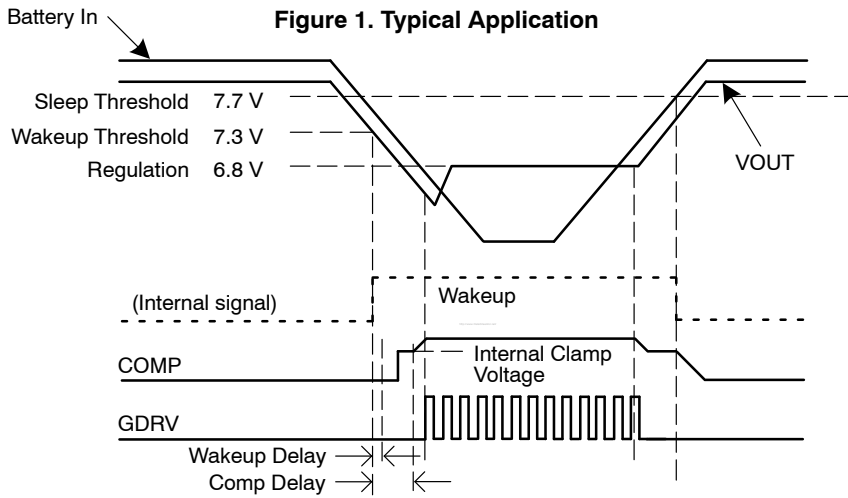 Figure 1. Typical Application
Battery In
Sleep Threshold 7.7 V
Wakeup Threshold 7.3 V
Regulation 6.8 V
VOUT
(Internal signal)
Wakeup
COMP
Internal Clamp
Voltage
GDRV
Wakeup Delay
Comp Delay